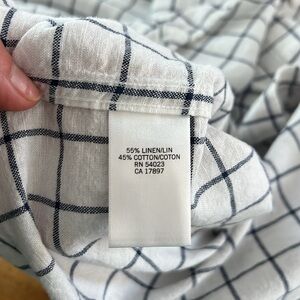 55% LINEN/LIN
45% COTTON/COTON
RN 54023
CA 17897